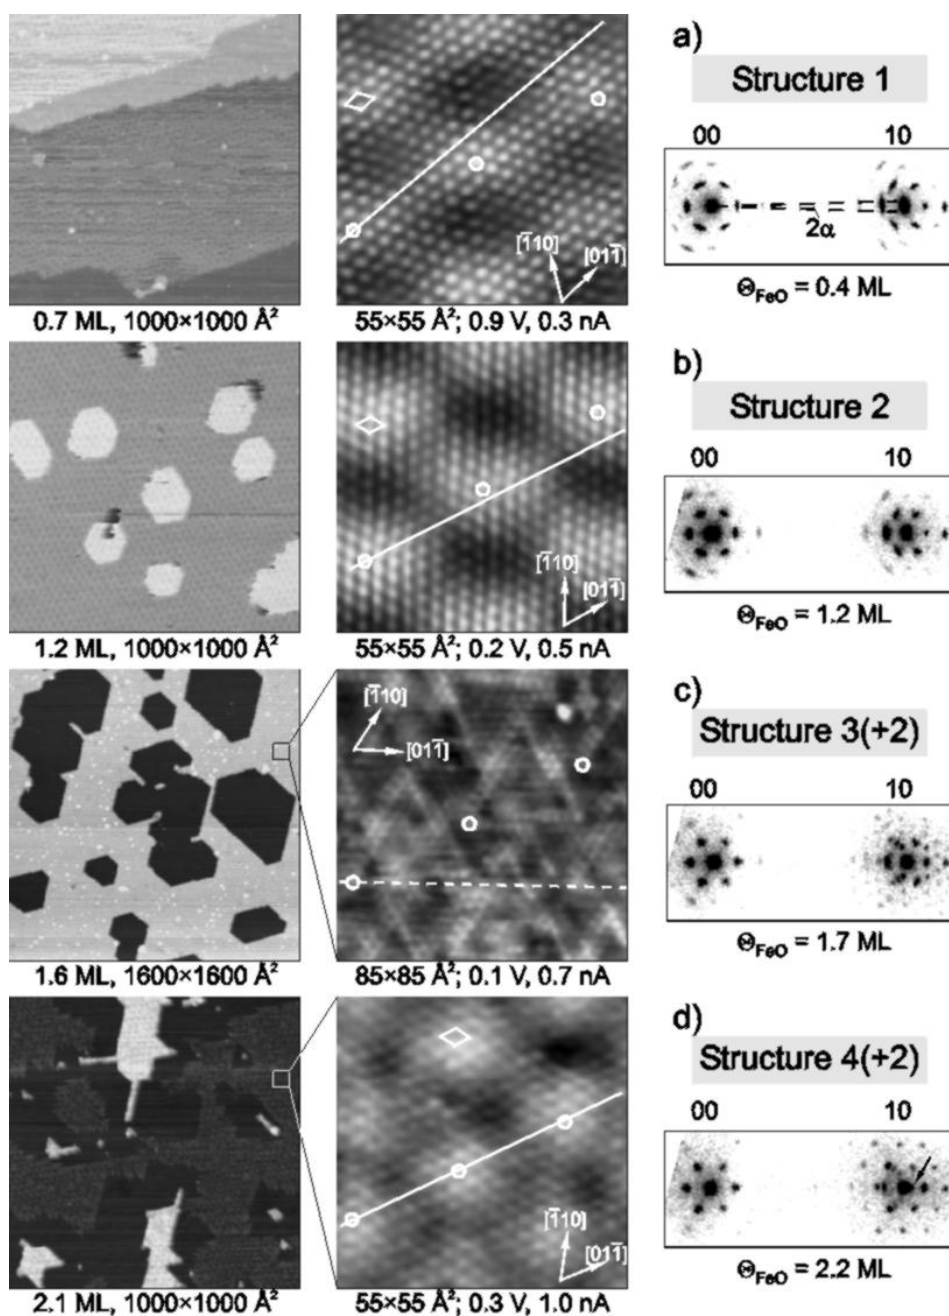 a)
Structure 1
00 10
2α
[1̄10]
[011̄]
0.7 ML, 1000×1000 Å²
55×55 Å²; 0.9 V, 0.3 nA
Θ_FeO = 0.4 ML
b)
Structure 2
00 10
[1̄10]
[011̄]
1.2 ML, 1000×1000 Å²
55×55 Å²; 0.2 V, 0.5 nA
Θ_FeO = 1.2 ML
c)
Structure 3(+2)
00 10
[1̄10]
[011̄]
1.6 ML, 1600×1600 Å²
85×85 Å²; 0.1 V, 0.7 nA
Θ_FeO = 1.7 ML
d)
Structure 4(+2)
00 10
[1̄10]
[011̄]
2.1 ML, 1000×1000 Å²
55×55 Å²; 0.3 V, 1.0 nA
Θ_FeO = 2.2 ML